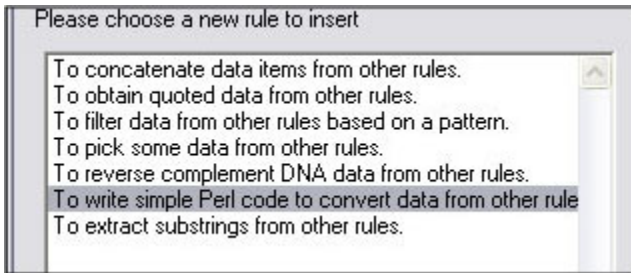 Please choose a new rule to insert
To concatenate data items from other rules.
To obtain quoted data from other rules.
To filter data from other rules based on a pattern.
To pick some data from other rules.
To reverse complement DNA data from other rules.
To write simple Perl code to convert data from other rule
To extract substrings from other rules.